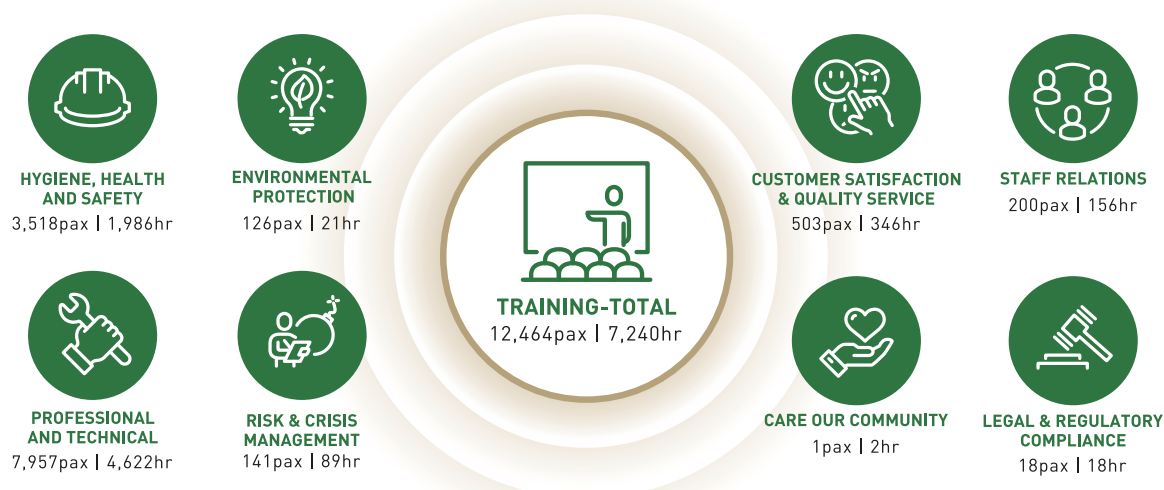 HYGIENE, HEALTH
AND SAFETY
3,518pax | 1,986hr
ENVIRONMENTAL
PROTECTION
126pax | 21hr
CUSTOMER SATISFACTION
& QUALITY SERVICE
503pax | 346hr
STAFF RELATIONS
200pax | 156hr
TRAINING-TOTAL
12,464pax | 7,240hr
PROFESSIONAL
AND TECHNICAL
7,957pax | 4,622hr
RISK & CRISIS
MANAGEMENT
141pax | 89hr
CARE OUR COMMUNITY
1pax | 2hr
LEGAL & REGULATORY
COMPLIANCE
18pax | 18hr